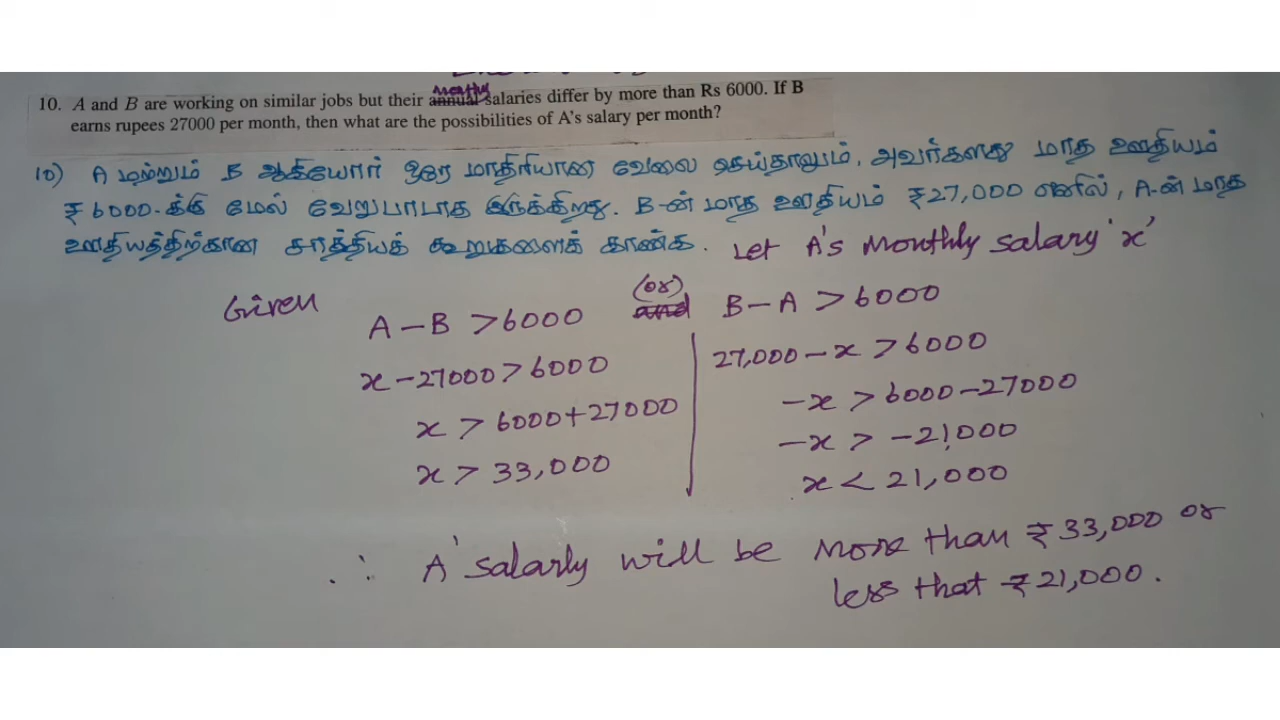 monthly
10. A and B are working on similar jobs but their annual salaries differ by more than Rs 6000. If B
earns rupees 27000 per month, then what are the possibilities of A's salary per month?
10) A மற்றும் B ஆகியோர் ஒரே மாதிரியான வேலை செய்தாலும், அவர்களது மாத ஊதியம்
₹ 6000-க்கு மேல் வேறுபாடாக இருக்கிறது. B-ன் மாத ஊதியம் ₹27,000 எனில், A-ன் மாத
ஊதியத்திற்கான சாத்தியக் கூறுகளைக் காண்க. Let A's Monthly salary 'x'
Given A-B >6000 (or) and B-A >6000
x-27000>6000 27,000-x >6000
x > 6000+27000 -x > 6000-27000
x > 33,000 -x > -21,000
x < 21,000
∴ A' salarly will be more than ₹33,000 or
less that ₹21,000.